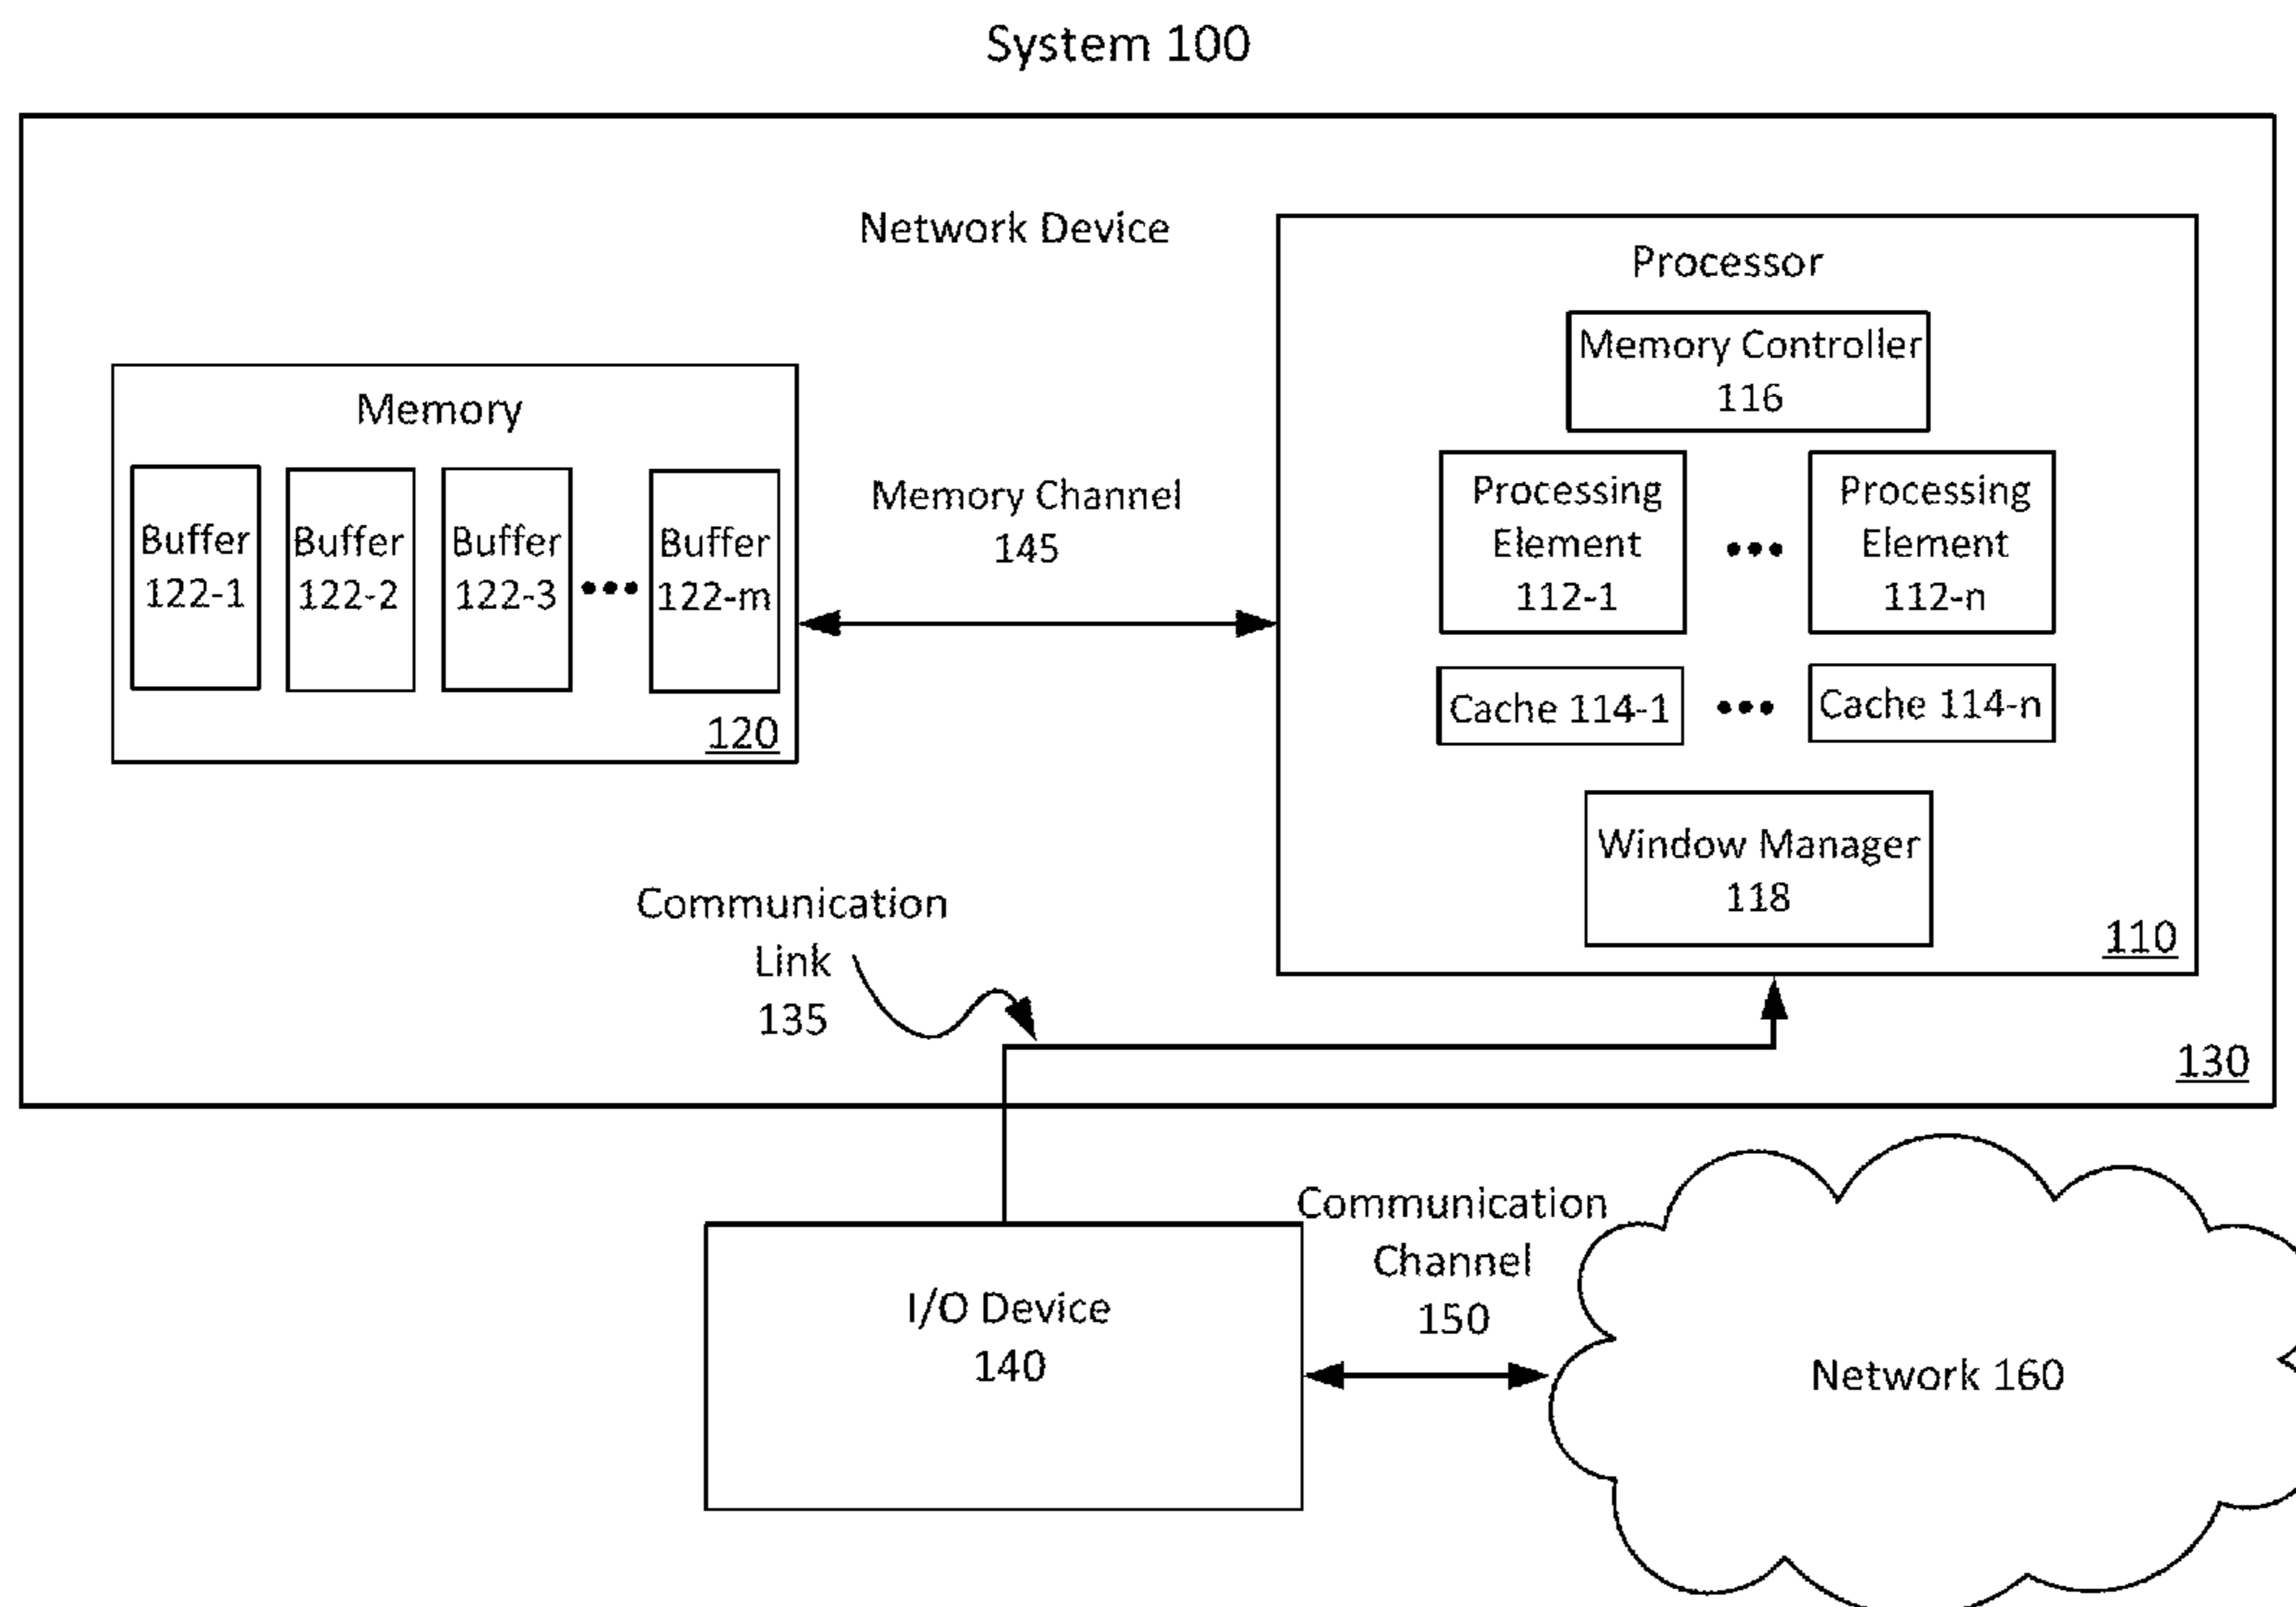 System 100
Network Device
Processor
Memory Controller
116
Memory
Buffer
122-1
Buffer
122-2
Buffer
122-3
•••
Buffer
122-m
120
Memory Channel
145
Processing
Element
112-1
•••
Processing
Element
112-n
Cache 114-1
•••
Cache 114-n
Window Manager
118
110
Communication
Link
135
130
I/O Device
140
Communication
Channel
150
Network 160